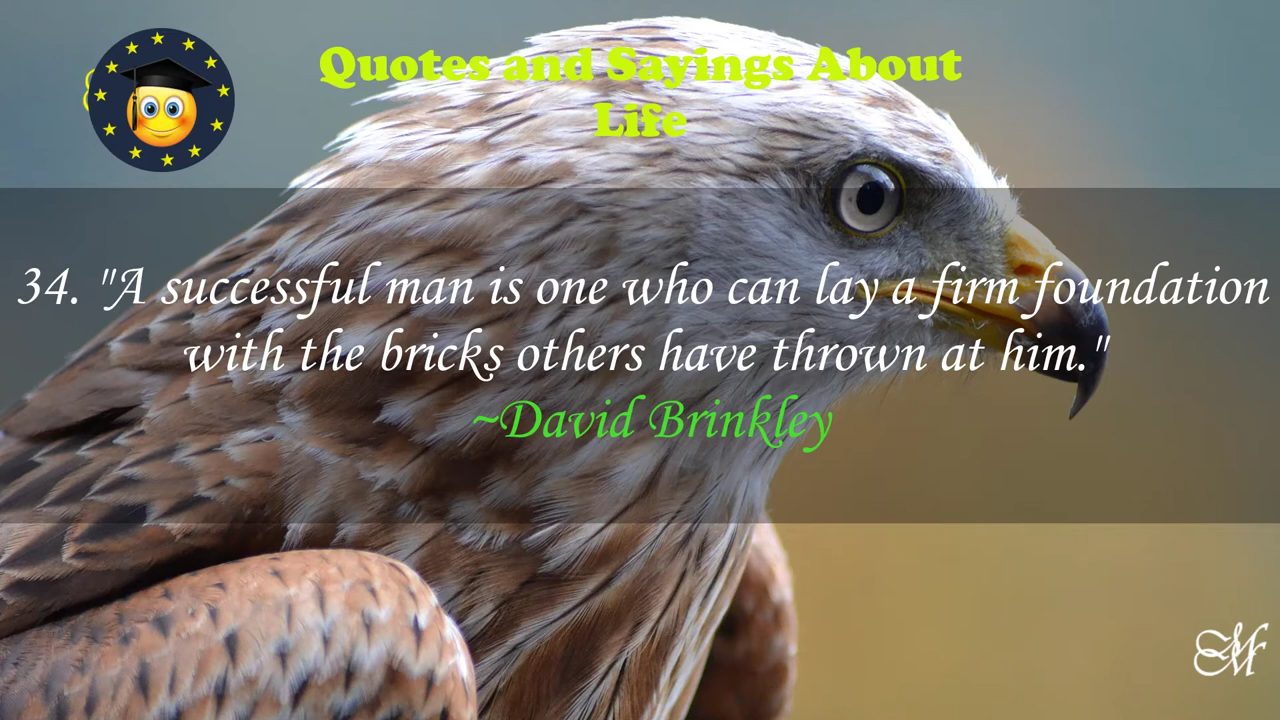 Quotes and Sayings About
Life
34. "A successful man is one who can lay a firm foundation
with the bricks others have thrown at him."
~David Brinkley